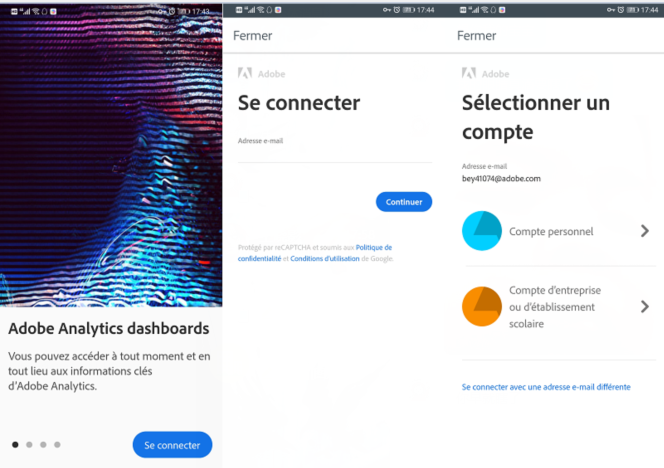 17:43
Adobe Analytics dashboards
Vous pouvez accéder à tout moment et en
tout lieu aux informations clés
d'Adobe Analytics.
Se connecter
17:44
Fermer
Adobe
Se connecter
Adresse e-mail
Continuer
Protégé par reCAPTCHA et soumis aux Politique de
confidentialité et Conditions d'utilisation de Google.
17:44
Fermer
Adobe
Sélectionner un
compte
Adresse e-mail
bey41074@adobe.com
Compte personnel
Compte d'entreprise
ou d'établissement
scolaire
Se connecter avec une adresse e-mail différente